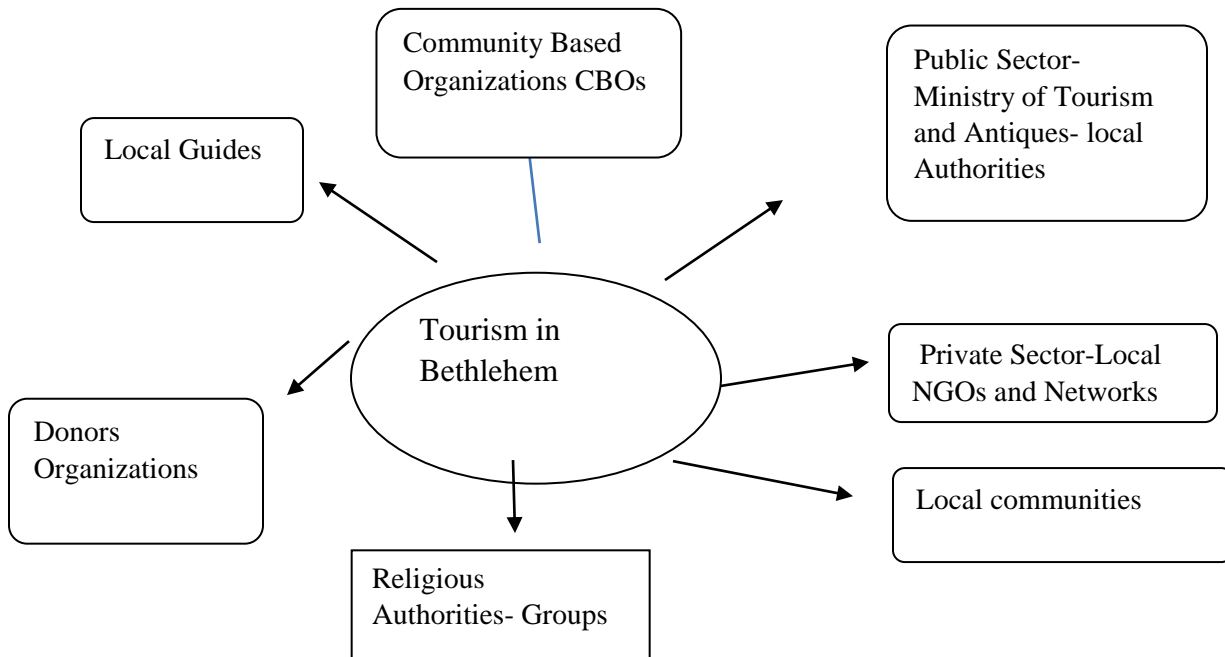 Community Based
Organizations CBOs
Public Sector-
Ministry of Tourism
and Antiques- local
Authorities
Local Guides
Tourism in
Bethlehem
Private Sector-Local
NGOs and Networks
Donors
Organizations
Local communities
Religious
Authorities- Groups